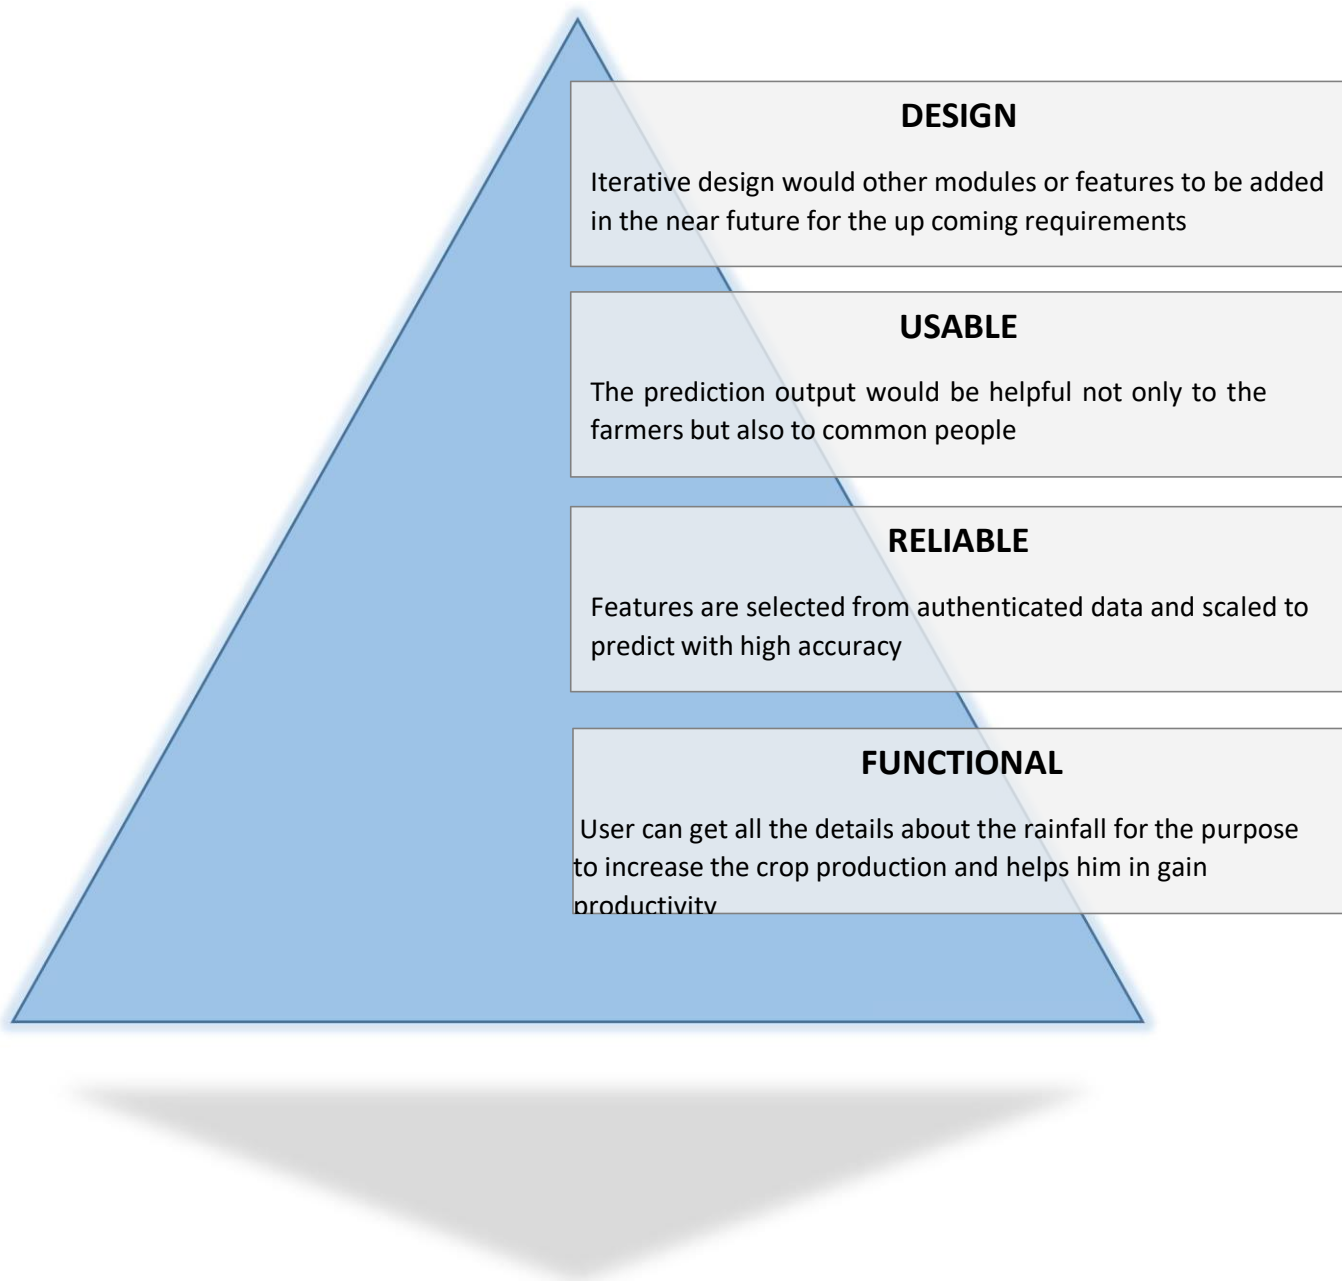 DESIGN
Iterative design would other modules or features to be added
in the near future for the up coming requirements
USABLE
The prediction output would be helpful not only to the
farmers but also to common people
RELIABLE
Features are selected from authenticated data and scaled to
predict with high accuracy
FUNCTIONAL
User can get all the details about the rainfall for the purpose
to increase the crop production and helps him in gain
productivity